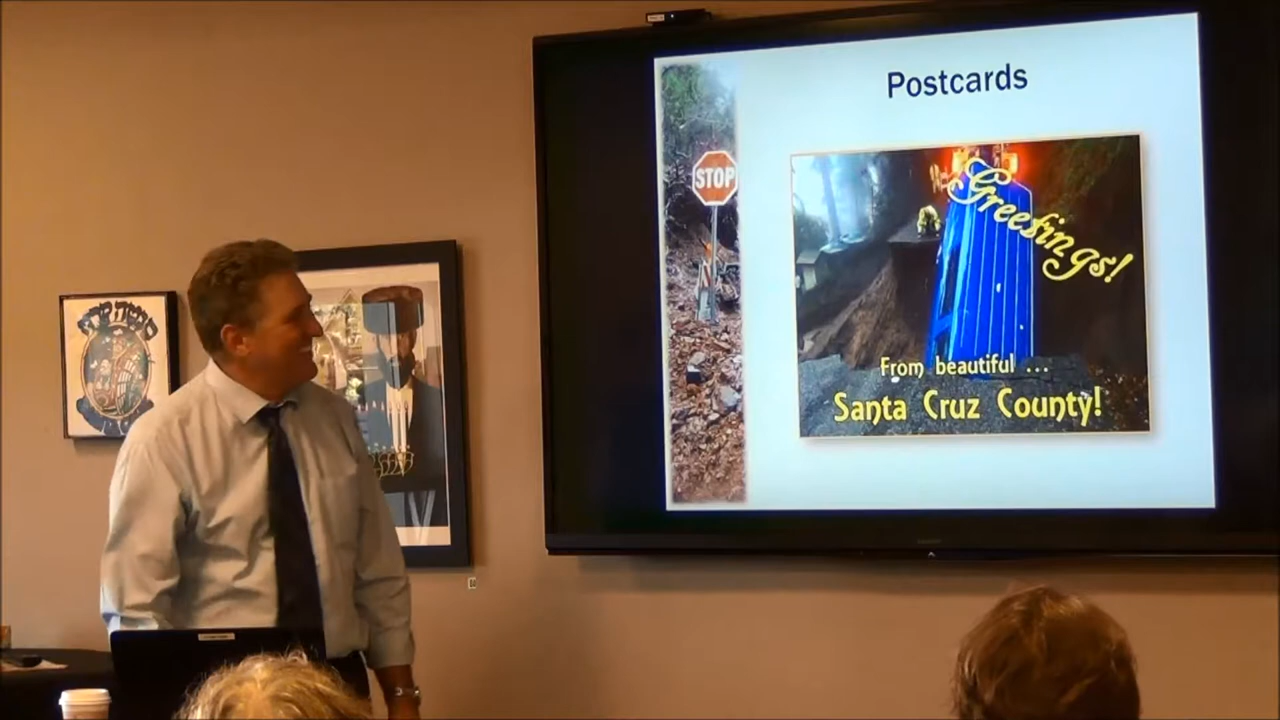 Postcards
STOP
Greetings!
From beautiful ...
Santa Cruz County!